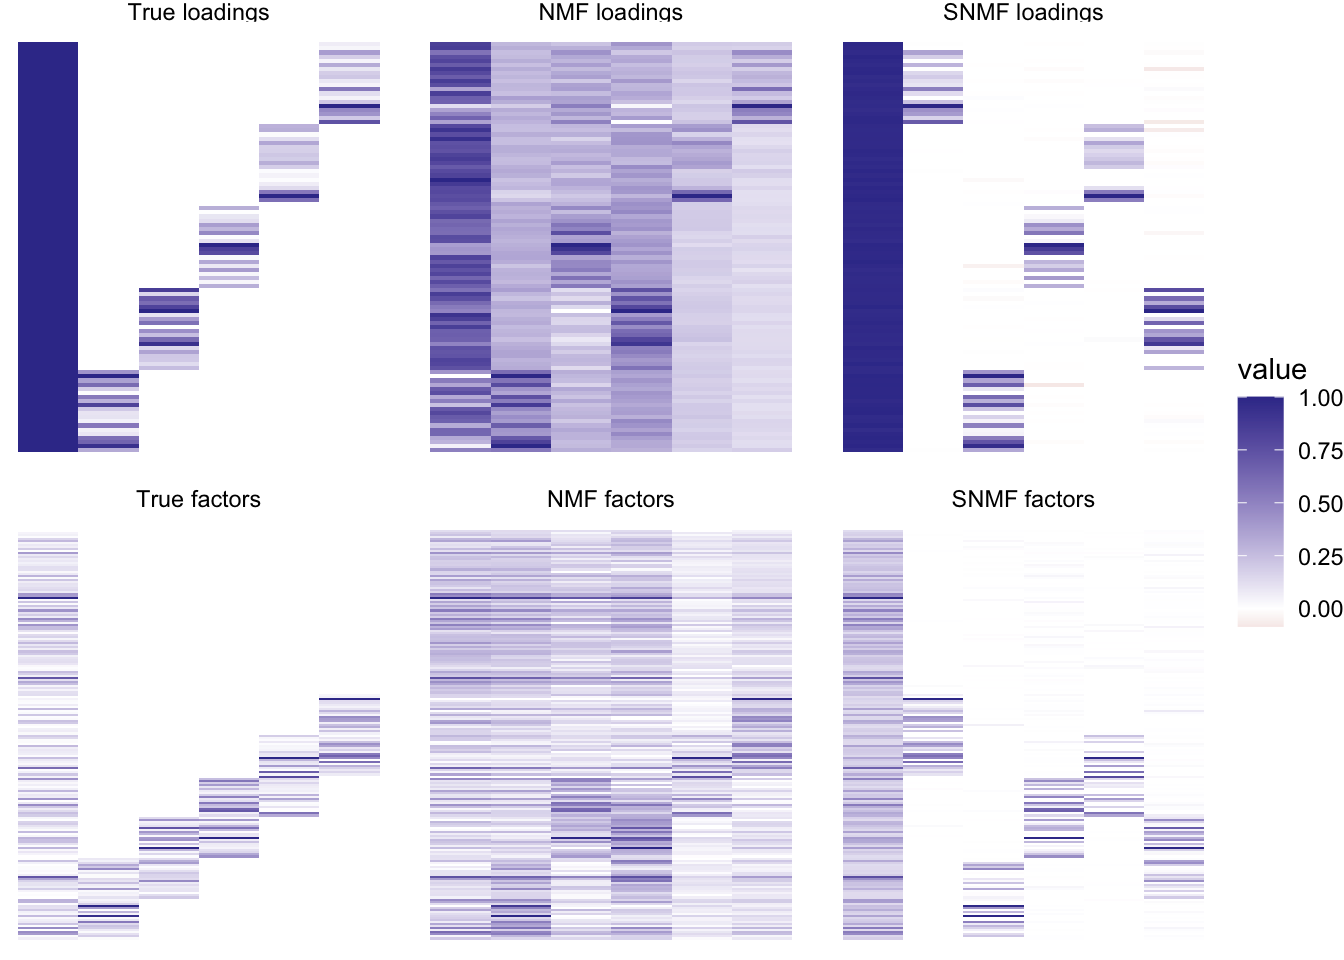 True loadings
NMF loadings
SNMF loadings
True factors
NMF factors
SNMF factors
value
1.00
0.75
0.50
0.25
0.00